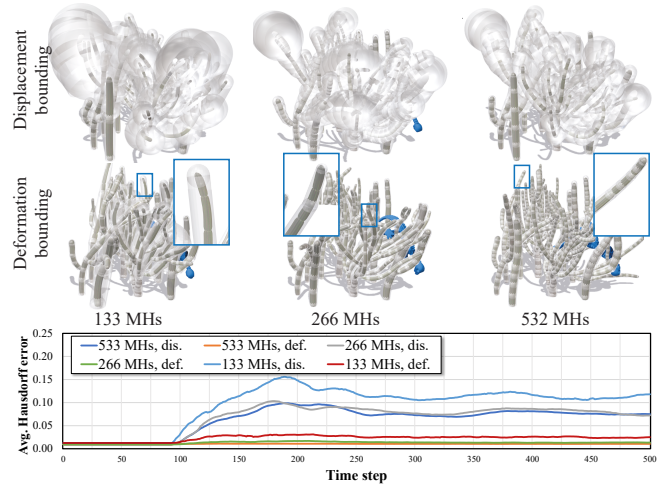 Displacement
bounding
Deformation
bounding
133 MHs
266 MHs
532 MHs
0.25
0.20
0.15
0.10
0.05
0.00
Avg. Hausdorff error
533 MHs, dis.
533 MHs, def.
266 MHs, dis.
266 MHs, def.
133 MHs, dis.
133 MHs, def.
0
50
100
150
200
250
300
350
400
450
500
Time step